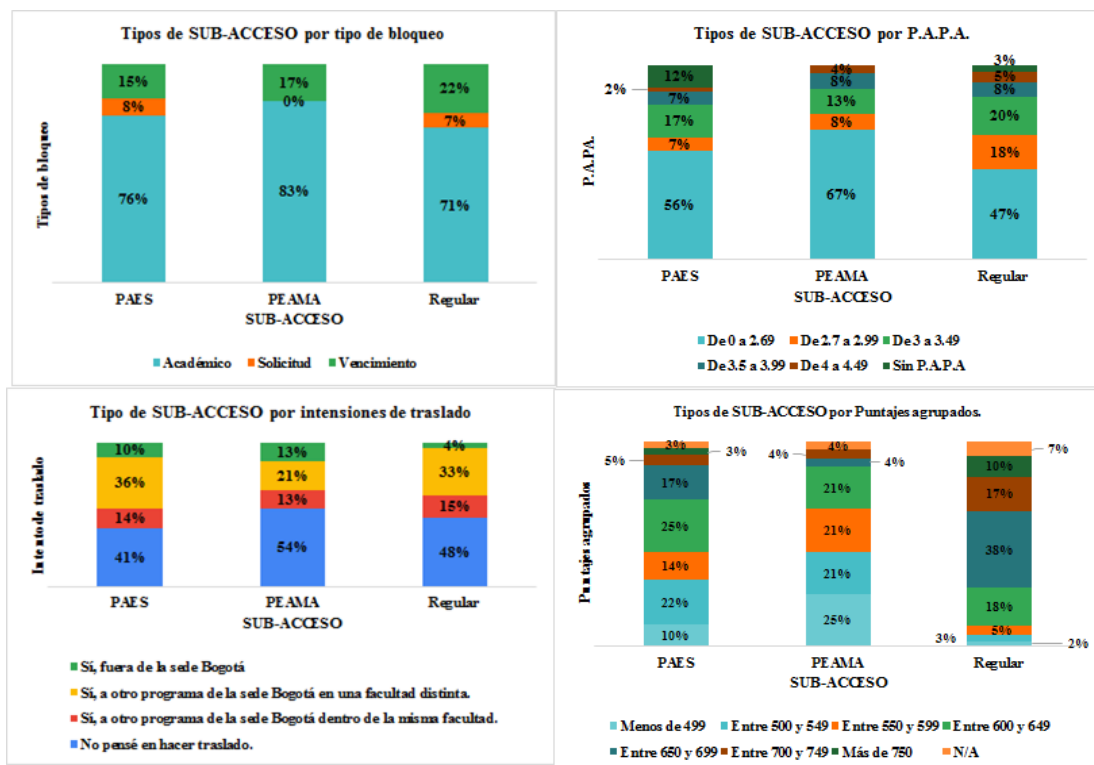 Tipos de SUB-ACCESO por tipo de bloqueo
15%
17%
22%
8%
0%
7%
76%
83%
71%
Tipos de bloqueo
PAES
PEAMA
Regular
SUB-ACCESO
Académico
Solicitud
Vencimiento
Tipos de SUB-ACCESO por P.A.P.A.
3%
12%
4%
5%
2%
7%
8%
8%
17%
13%
20%
7%
8%
18%
56%
67%
47%
P.A.PA.
PAES
PEAMA
Regular
SUB-ACCESO
De 0 a 2.69
De 2.7 a 2.99
De 3 a 3.49
De 3.5 a 3.99
De 4 a 4.49
Sin P.A.P.A
Tipo de SUB-ACCESO por intensiones de traslado
10%
13%
4%
36%
21%
33%
14%
13%
15%
41%
54%
48%
Intento de traslado
PAES
PEAMA
Regular
SUB-ACCESO
Sí, fuera de la sede Bogotá
Sí, a otro programa de la sede Bogotá en una facultad distinta.
Sí, a otro programa de la sede Bogotá dentro de la misma facultad.
No pensé en hacer traslado.
Tipos de SUB-ACCESO por Puntajes agrupados.
3%
3%
4%
7%
5%
4%
4%
10%
17%
21%
17%
25%
21%
38%
14%
21%
18%
22%
25%
5%
10%
3%
2%
Puntajes agrupados
PAES
PEAMA
Regular
SUB-ACCESO
Menos de 499
Entre 500 y 549
Entre 550 y 599
Entre 600 y 649
Entre 650 y 699
Entre 700 y 749
Más de 750
N/A